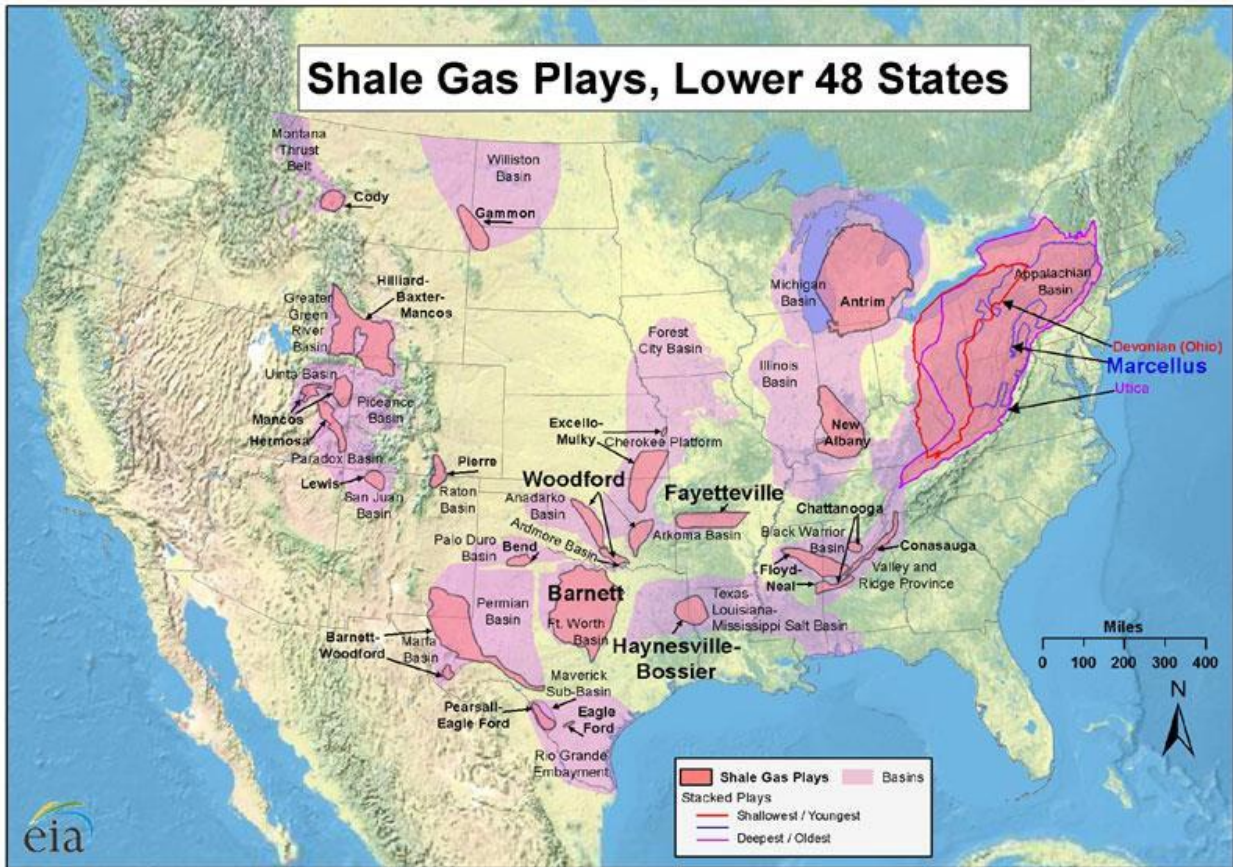 Shale Gas Plays, Lower 48 States
Montana
Thrust
Belt
Cody
Williston
Basin
Gammon
Hilliard-
Baxter-
Mancos
Greater
Green
River
Basin
Uinta Basin
Piceance
Basin
Mancos
Hermosa
Paradox Basin
Lewis
San Juan
Basin
Pierre
Raton
Basin
Forest
City Basin
Excello-
Mulky
Cherokee Platform
Woodford
Anadarko
Basin
Ardmore Basin
Arkoma Basin
Fayetteville
Palo Duro
Basin
Bend
Michigan
Basin
Antrim
Illinois
Basin
New
Albany
Appalachian
Basin
Devonian (Ohio)
Marcellus
Utica
Chattanooga
Black Warrior
Basin
Conasauga
Floyd-
Neal
Valley and
Ridge Province
Permian
Basin
Barnett
Ft. Worth
Basin
Barnett-
Woodford
Marfa
Basin
Texas-
Louisiana-
Mississippi Salt Basin
Haynesville-
Bossier
Maverick
Sub-Basin
Pearsall-
Eagle Ford
Eagle
Ford
Rio Grande
Embayment
Miles
0 100 200 300 400
N
Shale Gas Plays
Basins
Stacked Plays
Shallowest / Youngest
Deepest / Oldest
eia